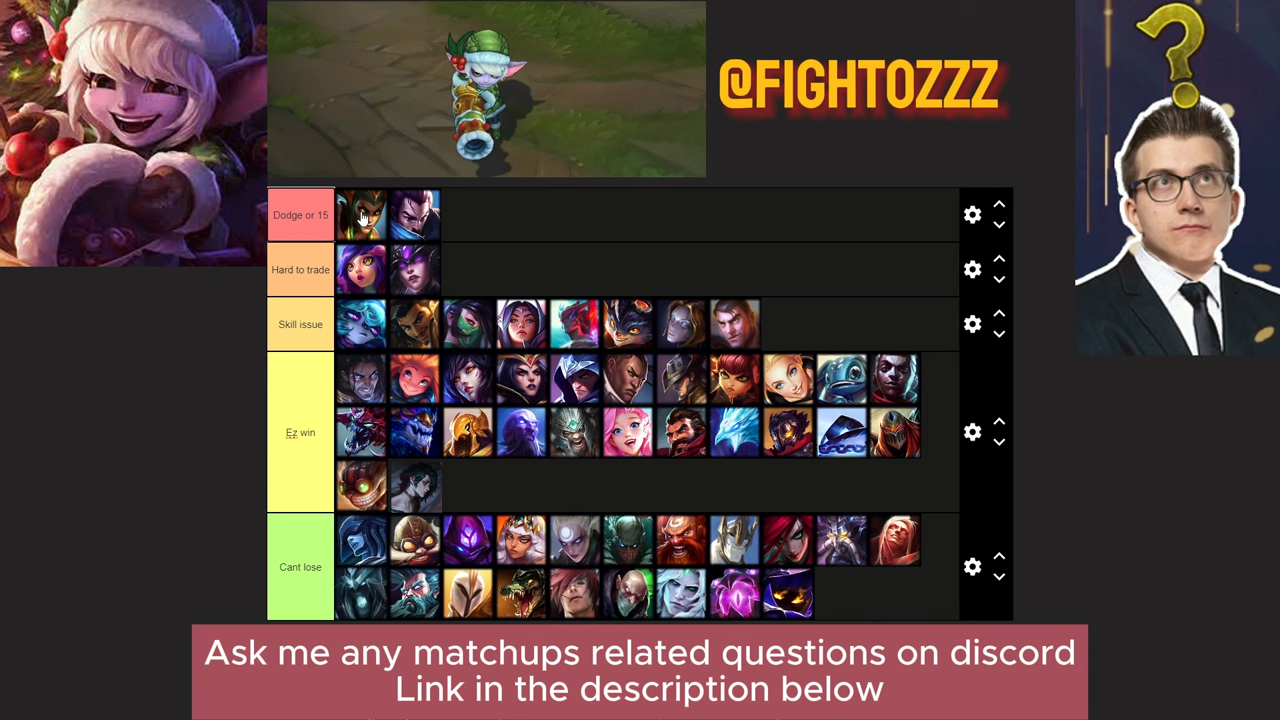 @FIGHTOZZZ
Dodge or 15
Hard to trade
Skill issue
Ez win
Cant lose
Ask me any matchups related questions on discord
Link in the description below